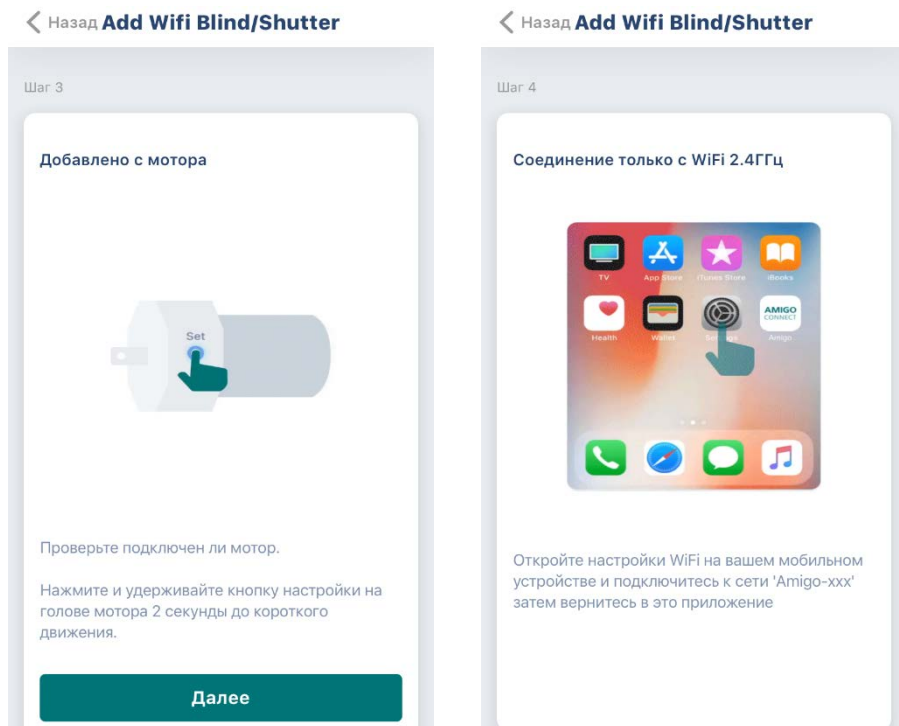 Назад Add Wifi Blind/Shutter
Шаг 3
Добавлено с мотора
Set
Проверьте подключен ли мотор.
Нажмите и удерживайте кнопку настройки на
голове мотора 2 секунды до короткого
движения.
Далее
Назад Add Wifi Blind/Shutter
Шаг 4
Соединение только с WiFi 2.4ГГц
TV App Store iTunes Store iBooks
AMIGO
CONNECT
Health Wallet Settings Amigo
Откройте настройки WiFi на вашем мобильном
устройстве и подключитесь к сети 'Amigo-xxx'
затем вернитесь в это приложение